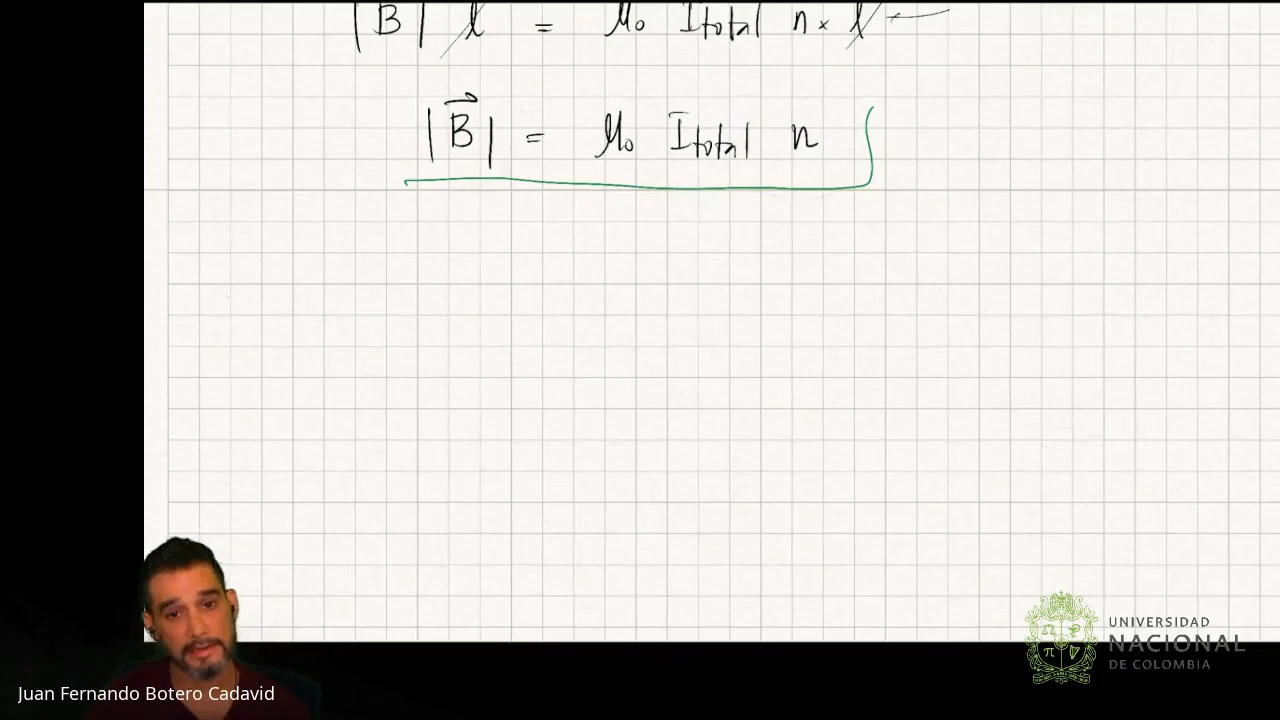 |B| l = μ₀ Itotal n × l
|B⃗| = μ₀ Itotal n
UNIVERSIDAD
NACIONAL
DE COLOMBIA
Juan Fernando Botero Cadavid